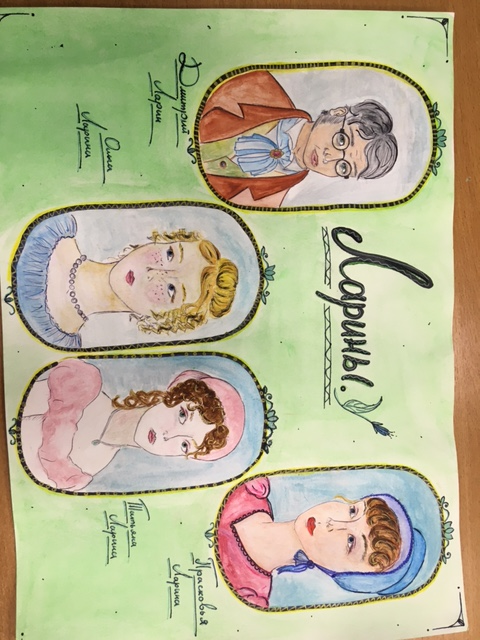 Ларины.
Дмитрий
Ларин
Ольга
Ларина
Татьяна
Ларина
Прасковья
Ларина